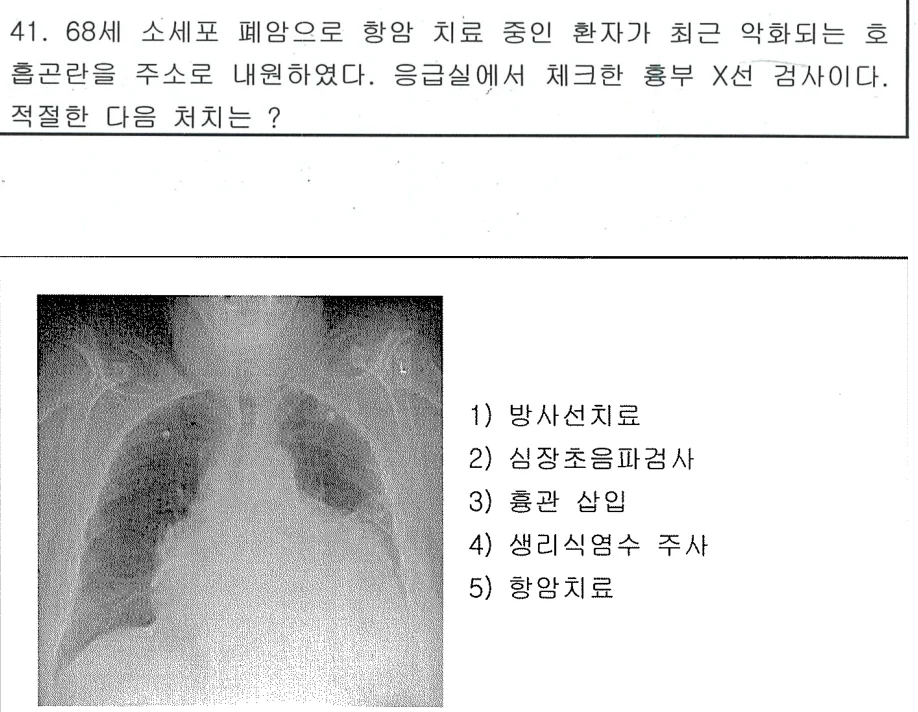 41. 68세 소세포 폐암으로 항암 치료 중인 환자가 최근 악화되는 호
흡곤란을 주소로 내원하였다. 응급실에서 체크한 흉부 X선 검사이다.
적절한 다음 처치는 ?
L
1) 방사선치료
2) 심장초음파검사
3) 흉관 삽입
4) 생리식염수 주사
5) 항암치료